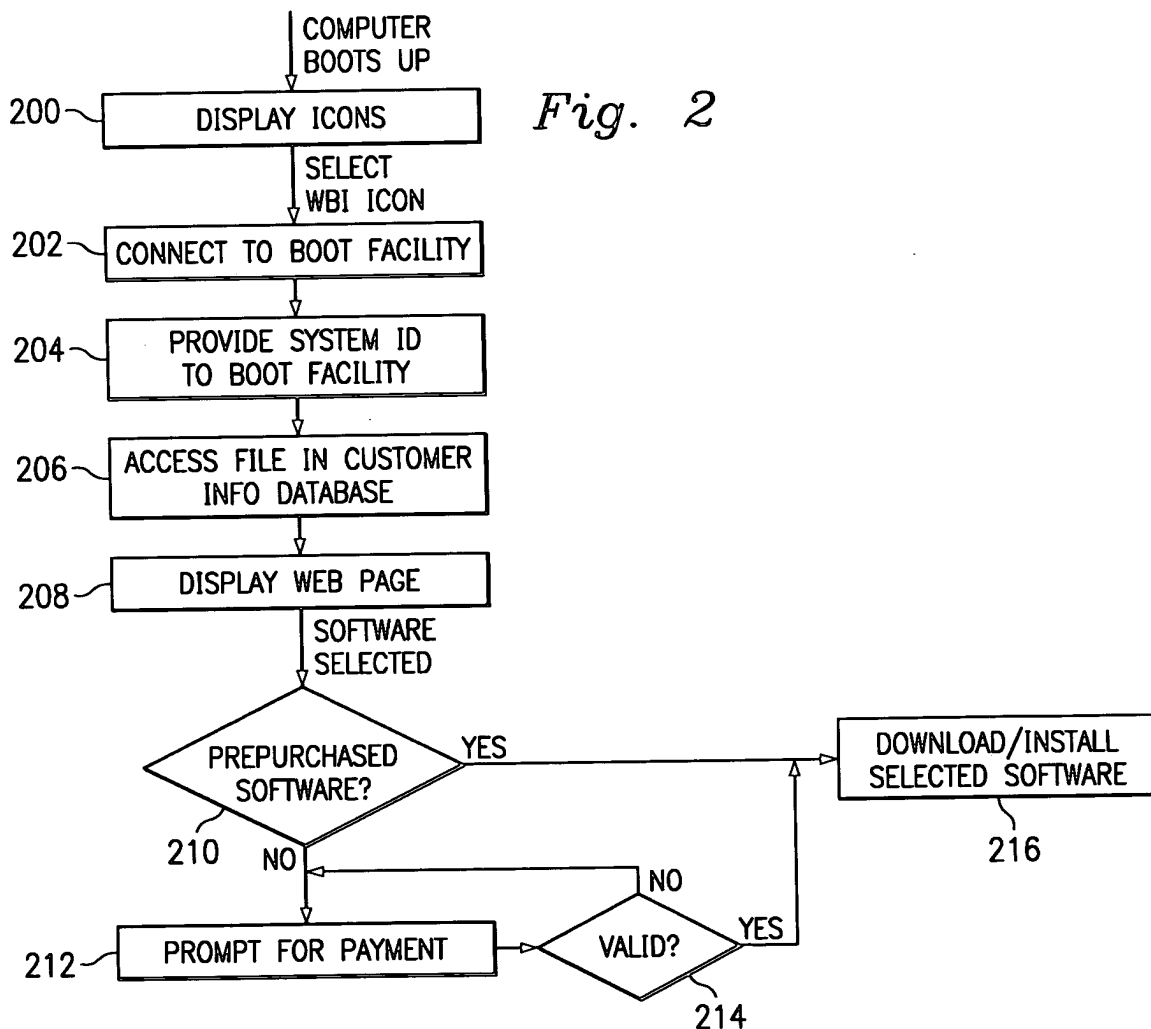 COMPUTER
BOOTS UP
Fig. 2
200
DISPLAY ICONS
SELECT
WBI ICON
202
CONNECT TO BOOT FACILITY
204
PROVIDE SYSTEM ID
TO BOOT FACILITY
206
ACCESS FILE IN CUSTOMER
INFO DATABASE
208
DISPLAY WEB PAGE
SOFTWARE
SELECTED
PREPURCHASED
SOFTWARE?
YES
210
NO
DOWNLOAD/INSTALL
SELECTED SOFTWARE
216
212
PROMPT FOR PAYMENT
NO
VALID?
YES
214